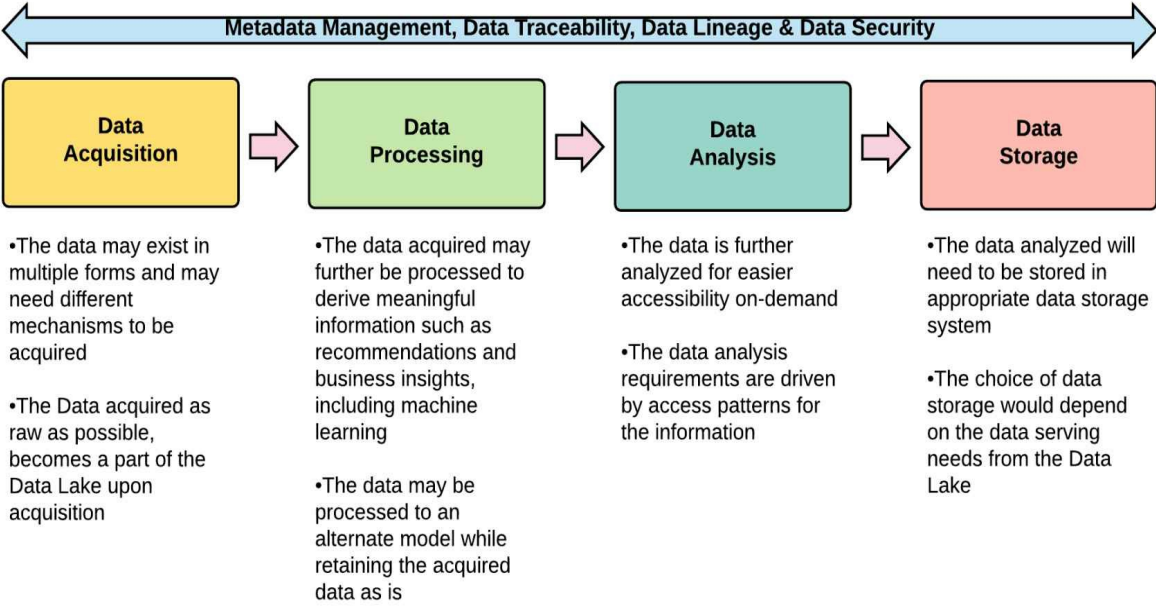 Metadata Management, Data Traceability, Data Lineage & Data Security
Data
Acquisition
Data
Processing
Data
Analysis
Data
Storage
•The data may exist in
multiple forms and may
need different
mechanisms to be
acquired
•The Data acquired as
raw as possible,
becomes a part of the
Data Lake upon
acquisition
•The data acquired may
further be processed to
derive meaningful
information such as
recommendations and
business insights,
including machine
learning
•The data may be
processed to an
alternate model while
retaining the acquired
data as is
•The data is further
analyzed for easier
accessibility on-demand
•The data analysis
requirements are driven
by access patterns for
the information
•The data analyzed will
need to be stored in
appropriate data storage
system
•The choice of data
storage would depend
on the data serving
needs from the Data
Lake